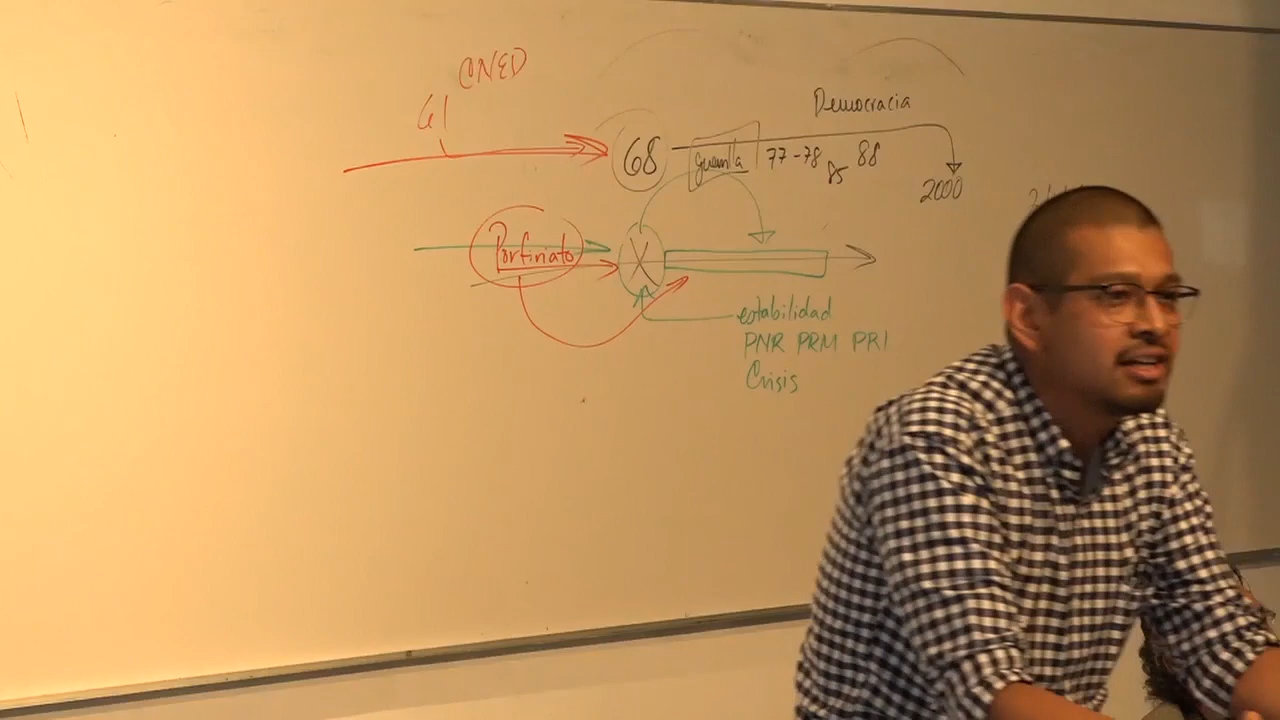 CNED
61
Democracia
68 guerrilla 77-78 85 88
2000
Porfiriato X
estabilidad
PNR PRM PRI
Crisis